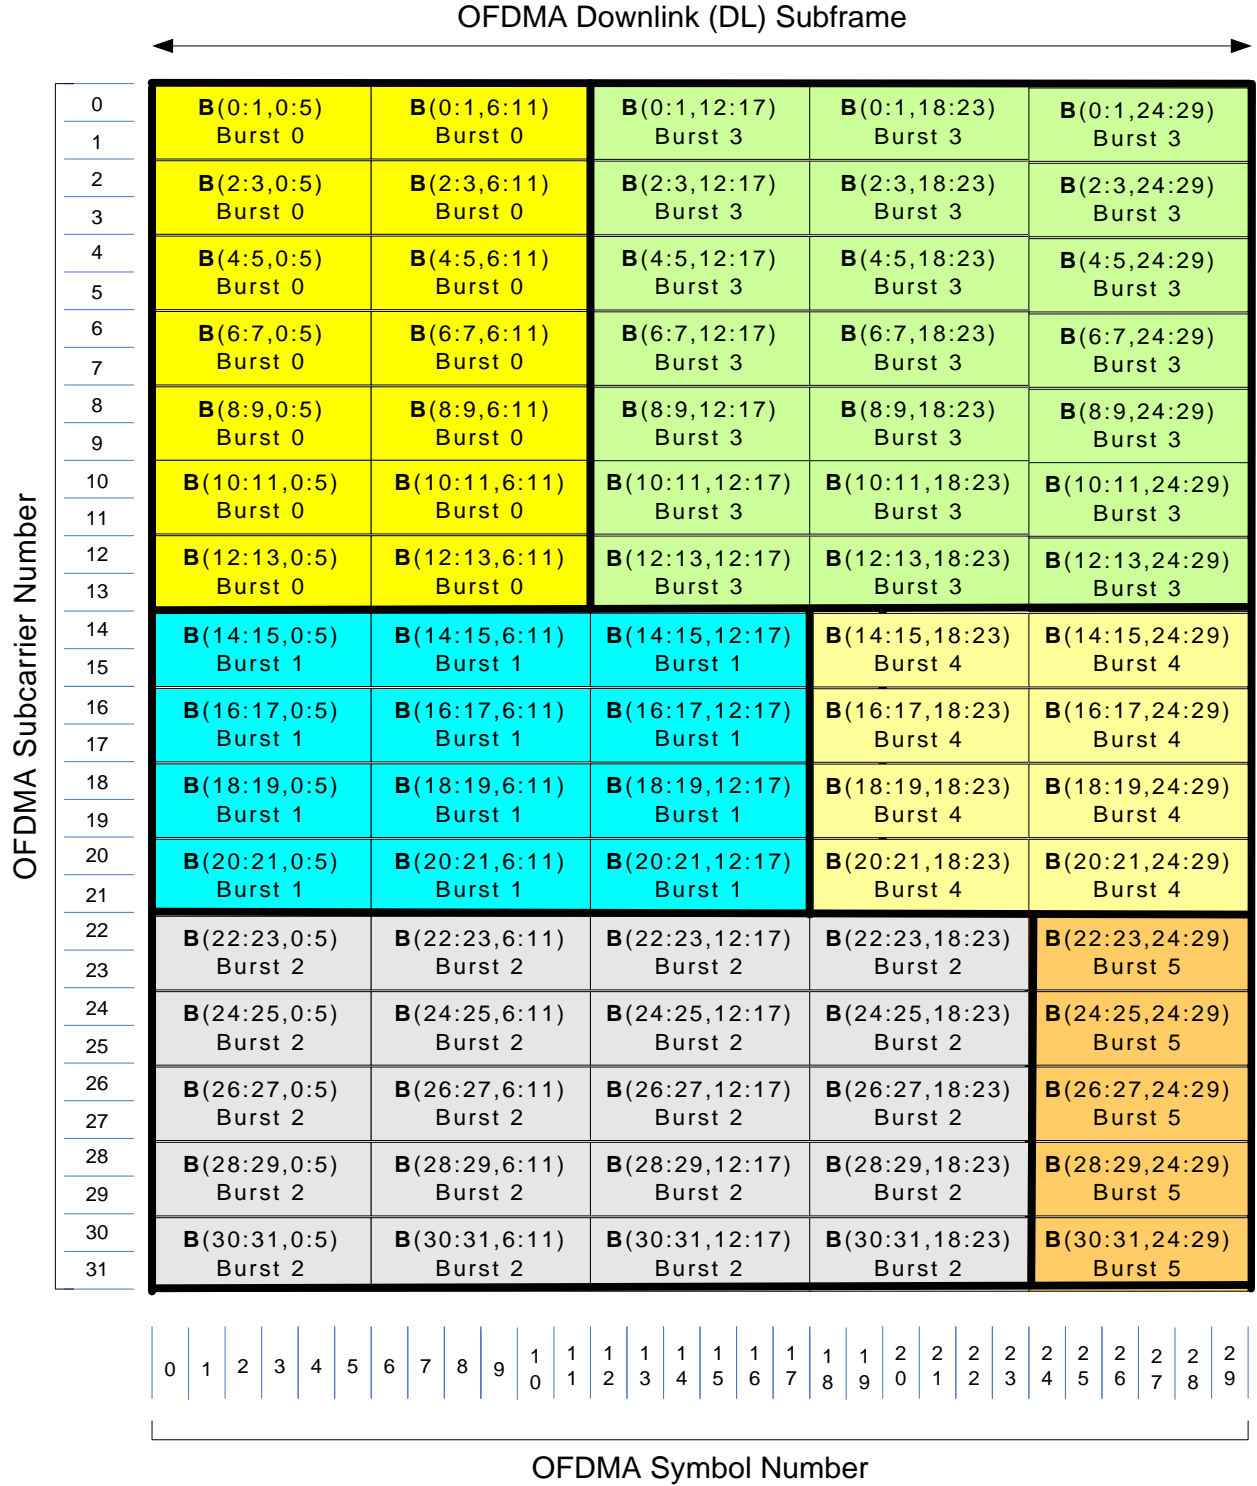 OFDMA Downlink (DL) Subframe
OFDMA Subcarrier Number
0
B(0:1,0:5) B(0:1,6:11) B(0:1,12:17) B(0:1,18:23) B(0:1,24:29)
1
Burst 0 Burst 0 Burst 3 Burst 3 Burst 3
2
B(2:3,0:5) B(2:3,6:11) B(2:3,12:17) B(2:3,18:23) B(2:3,24:29)
3
Burst 0 Burst 0 Burst 3 Burst 3 Burst 3
4
B(4:5,0:5) B(4:5,6:11) B(4:5,12:17) B(4:5,18:23) B(4:5,24:29)
5
Burst 0 Burst 0 Burst 3 Burst 3 Burst 3
6
B(6:7,0:5) B(6:7,6:11) B(6:7,12:17) B(6:7,18:23) B(6:7,24:29)
7
Burst 0 Burst 0 Burst 3 Burst 3 Burst 3
8
B(8:9,0:5) B(8:9,6:11) B(8:9,12:17) B(8:9,18:23) B(8:9,24:29)
9
Burst 0 Burst 0 Burst 3 Burst 3 Burst 3
10
B(10:11,0:5) B(10:11,6:11) B(10:11,12:17) B(10:11,18:23) B(10:11,24:29)
11
Burst 0 Burst 0 Burst 3 Burst 3 Burst 3
12
B(12:13,0:5) B(12:13,6:11) B(12:13,12:17) B(12:13,18:23) B(12:13,24:29)
13
Burst 0 Burst 0 Burst 3 Burst 3 Burst 3
14
B(14:15,0:5) B(14:15,6:11) B(14:15,12:17) B(14:15,18:23) B(14:15,24:29)
15
Burst 1 Burst 1 Burst 1 Burst 4 Burst 4
16
B(16:17,0:5) B(16:17,6:11) B(16:17,12:17) B(16:17,18:23) B(16:17,24:29)
17
Burst 1 Burst 1 Burst 1 Burst 4 Burst 4
18
B(18:19,0:5) B(18:19,6:11) B(18:19,12:17) B(18:19,18:23) B(18:19,24:29)
19
Burst 1 Burst 1 Burst 1 Burst 4 Burst 4
20
B(20:21,0:5) B(20:21,6:11) B(20:21,12:17) B(20:21,18:23) B(20:21,24:29)
21
Burst 1 Burst 1 Burst 1 Burst 4 Burst 4
22
B(22:23,0:5) B(22:23,6:11) B(22:23,12:17) B(22:23,18:23) B(22:23,24:29)
23
Burst 2 Burst 2 Burst 2 Burst 2 Burst 5
24
B(24:25,0:5) B(24:25,6:11) B(24:25,12:17) B(24:25,18:23) B(24:25,24:29)
25
Burst 2 Burst 2 Burst 2 Burst 2 Burst 5
26
B(26:27,0:5) B(26:27,6:11) B(26:27,12:17) B(26:27,18:23) B(26:27,24:29)
27
Burst 2 Burst 2 Burst 2 Burst 2 Burst 5
28
B(28:29,0:5) B(28:29,6:11) B(28:29,12:17) B(28:29,18:23) B(28:29,24:29)
29
Burst 2 Burst 2 Burst 2 Burst 2 Burst 5
30
B(30:31,0:5) B(30:31,6:11) B(30:31,12:17) B(30:31,18:23) B(30:31,24:29)
31
Burst 2 Burst 2 Burst 2 Burst 2 Burst 5
0 1 2 3 4 5 6 7 8 9 10 11 12 13 14 15 16 17 18 19 20 21 22 23 24 25 26 27 28 29
OFDMA Symbol Number